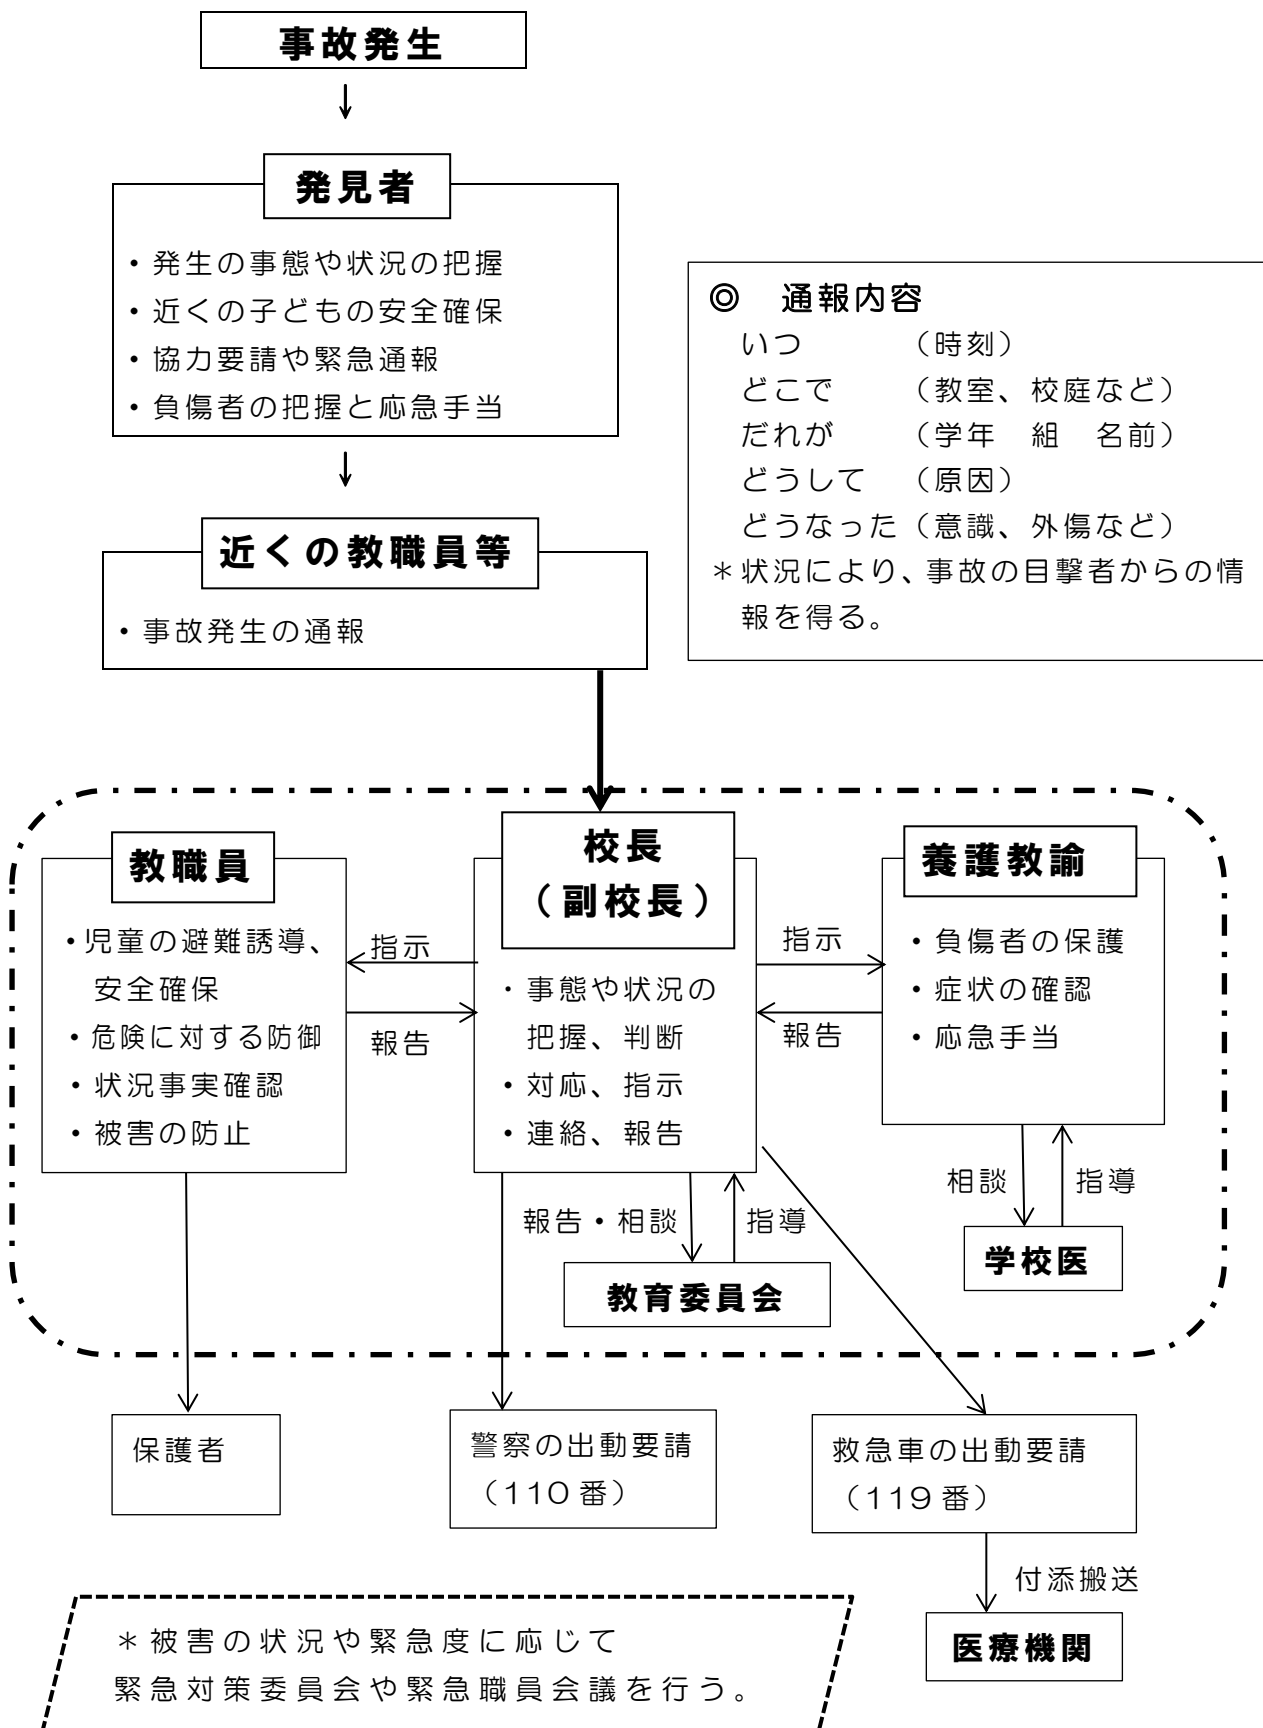 事故発生
発見者
・発生の事態や状況の把握
・近くの子どもの安全確保
・協力要請や緊急通報
・負傷者の把握と応急手当
◎　通報内容
いつ　　　（時刻）
どこで　　（教室、校庭など）
だれが　　（学年　組　名前）
どうして　（原因）
どうなった（意識、外傷など）
＊状況により、事故の目撃者からの情
報を得る。
近くの教職員等
・事故発生の通報
教職員
・児童の避難誘導、
安全確保
・危険に対する防御
・状況事実確認
・被害の防止
指示
報告
校長
（副校長）
・事態や状況の
把握、判断
・対応、指示
・連絡、報告
指示
報告
養護教諭
・負傷者の保護
・症状の確認
・応急手当
報告・相談
指導
教育委員会
相談
指導
学校医
保護者
警察の出動要請
（110番）
救急車の出動要請
（119番）
付添搬送
医療機関
＊被害の状況や緊急度に応じて
緊急対策委員会や緊急職員会議を行う。